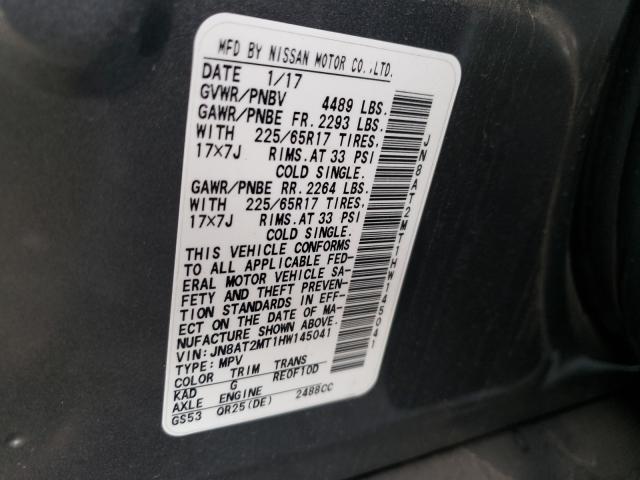 MFD BY NISSAN MOTOR CO.,LTD.
DATE 1/17
GVWR/PNBV 4489 LBS.
GAWR/PNBE FR. 2293 LBS.
WITH 225/65R17 TIRES.
17×7J RIMS.AT 33 PSI
COLD SINGLE.
GAWR/PNBE RR. 2264 LBS.
WITH 225/65R17 TIRES.
17×7J RIMS.AT 33 PSI
COLD SINGLE.
THIS VEHICLE CONFORMS
TO ALL APPLICABLE FED-
ERAL MOTOR VEHICLE SA-
FETY AND THEFT PREVEN-
TION STANDARDS IN EFF-
ECT ON THE DATE OF MA-
NUFACTURE SHOWN ABOVE.
VIN: JN8AT2MT1HW145041
TYPE: MPV
COLOR TRIM TRANS
KAD G RE0F10D
AXLE ENGINE
GS53 QR25(DE) 2488CC
JN8AT2MT1HW145041